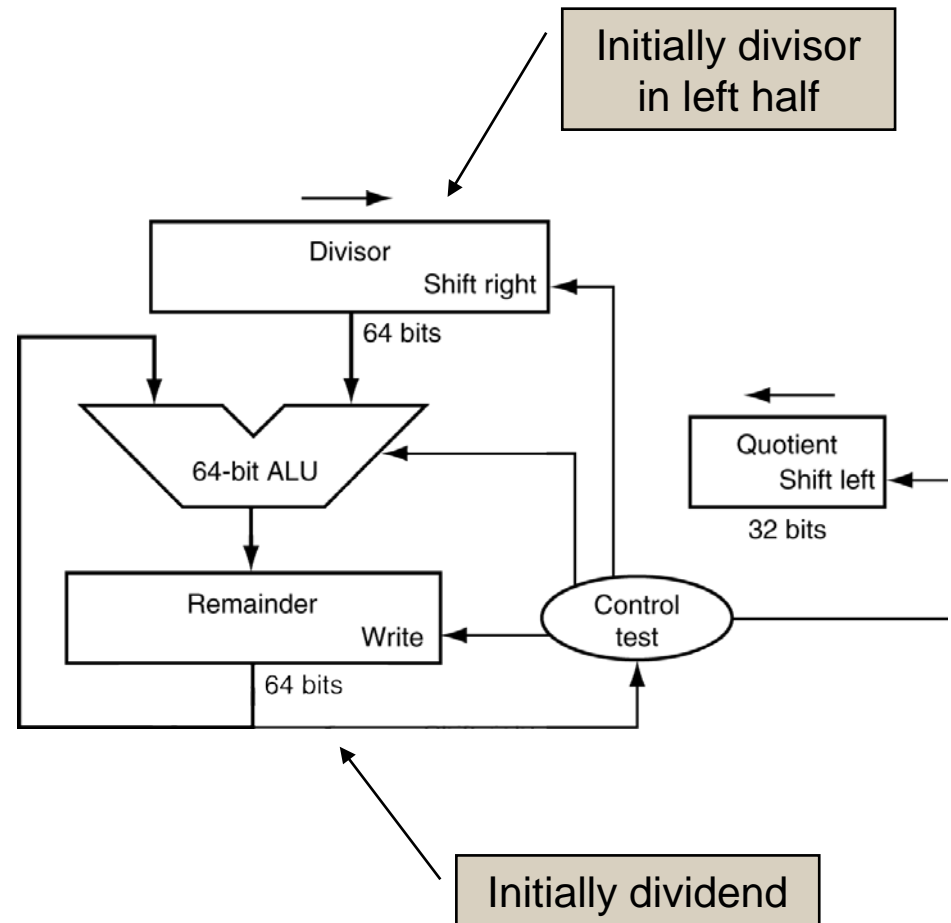 Initially divisor
in left half
Divisor
Shift right
64 bits
64-bit ALU
Quotient
Shift left
32 bits
Remainder
Write
Control
test
64 bits
Initially dividend